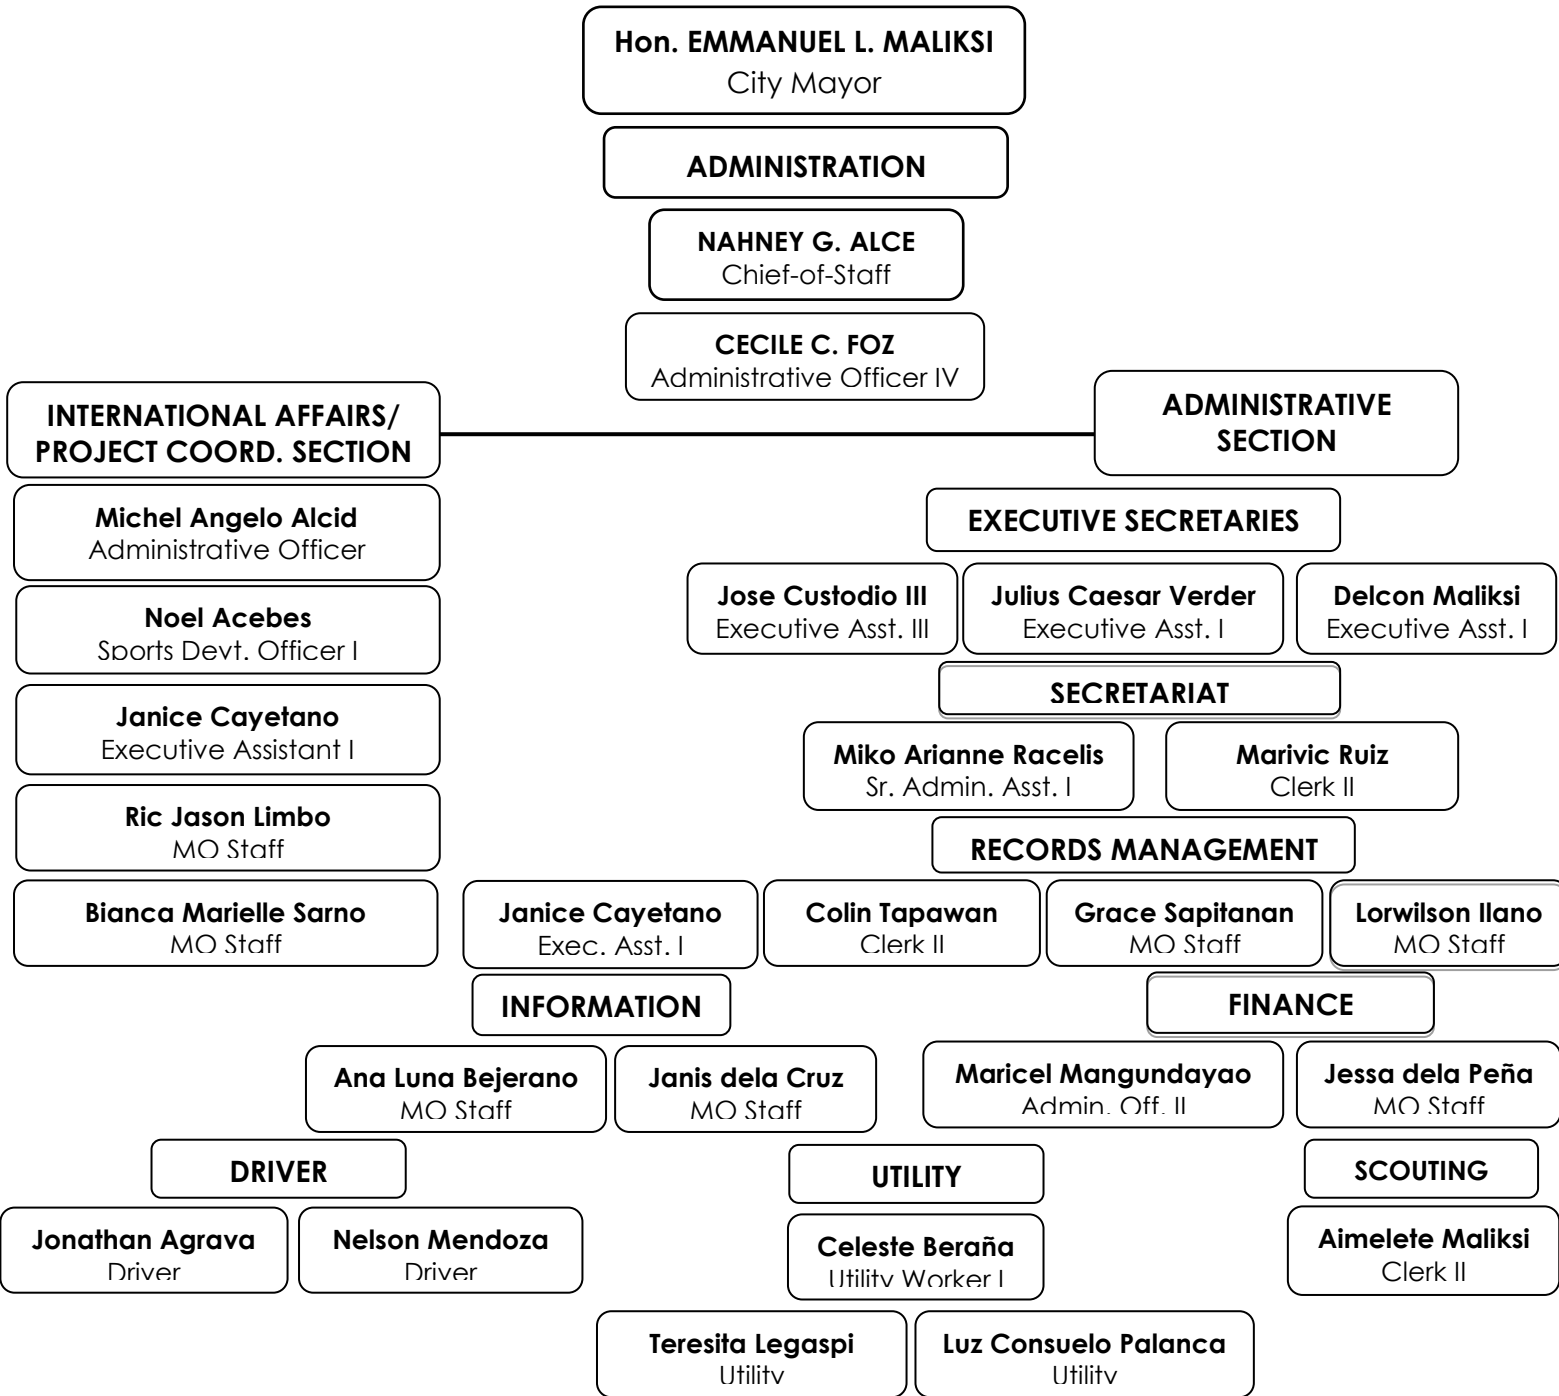 Hon. EMMANUEL L. MALIKSI
City Mayor
ADMINISTRATION
NAHNEY G. ALCE
Chief-of-Staff
CECILE C. FOZ
Administrative Officer IV
INTERNATIONAL AFFAIRS/
PROJECT COORD. SECTION
ADMINISTRATIVE
SECTION
Michel Angelo Alcid
Administrative Officer
Noel Acebes
Sports Devt. Officer I
Janice Cayetano
Executive Assistant I
Ric Jason Limbo
MO Staff
Bianca Marielle Sarno
MO Staff
EXECUTIVE SECRETARIES
Jose Custodio III
Executive Asst. III
Julius Caesar Verder
Executive Asst. I
Delcon Maliksi
Executive Asst. I
SECRETARIAT
Miko Arianne Racelis
Sr. Admin. Asst. I
Marivic Ruiz
Clerk II
RECORDS MANAGEMENT
Janice Cayetano
Exec. Asst. I
Colin Tapawan
Clerk II
Grace Sapitanan
MO Staff
Lorwilson Ilano
MO Staff
INFORMATION
Ana Luna Bejerano
MO Staff
Janis dela Cruz
MO Staff
FINANCE
Maricel Mangundayao
Admin. Off. II
Jessa dela Peña
MO Staff
DRIVER
Jonathan Agrava
Driver
Nelson Mendoza
Driver
UTILITY
Celeste Beraña
Utility Worker I
Teresita Legaspi
Utility
Luz Consuelo Palanca
Utility
SCOUTING
Aimelete Maliksi
Clerk II